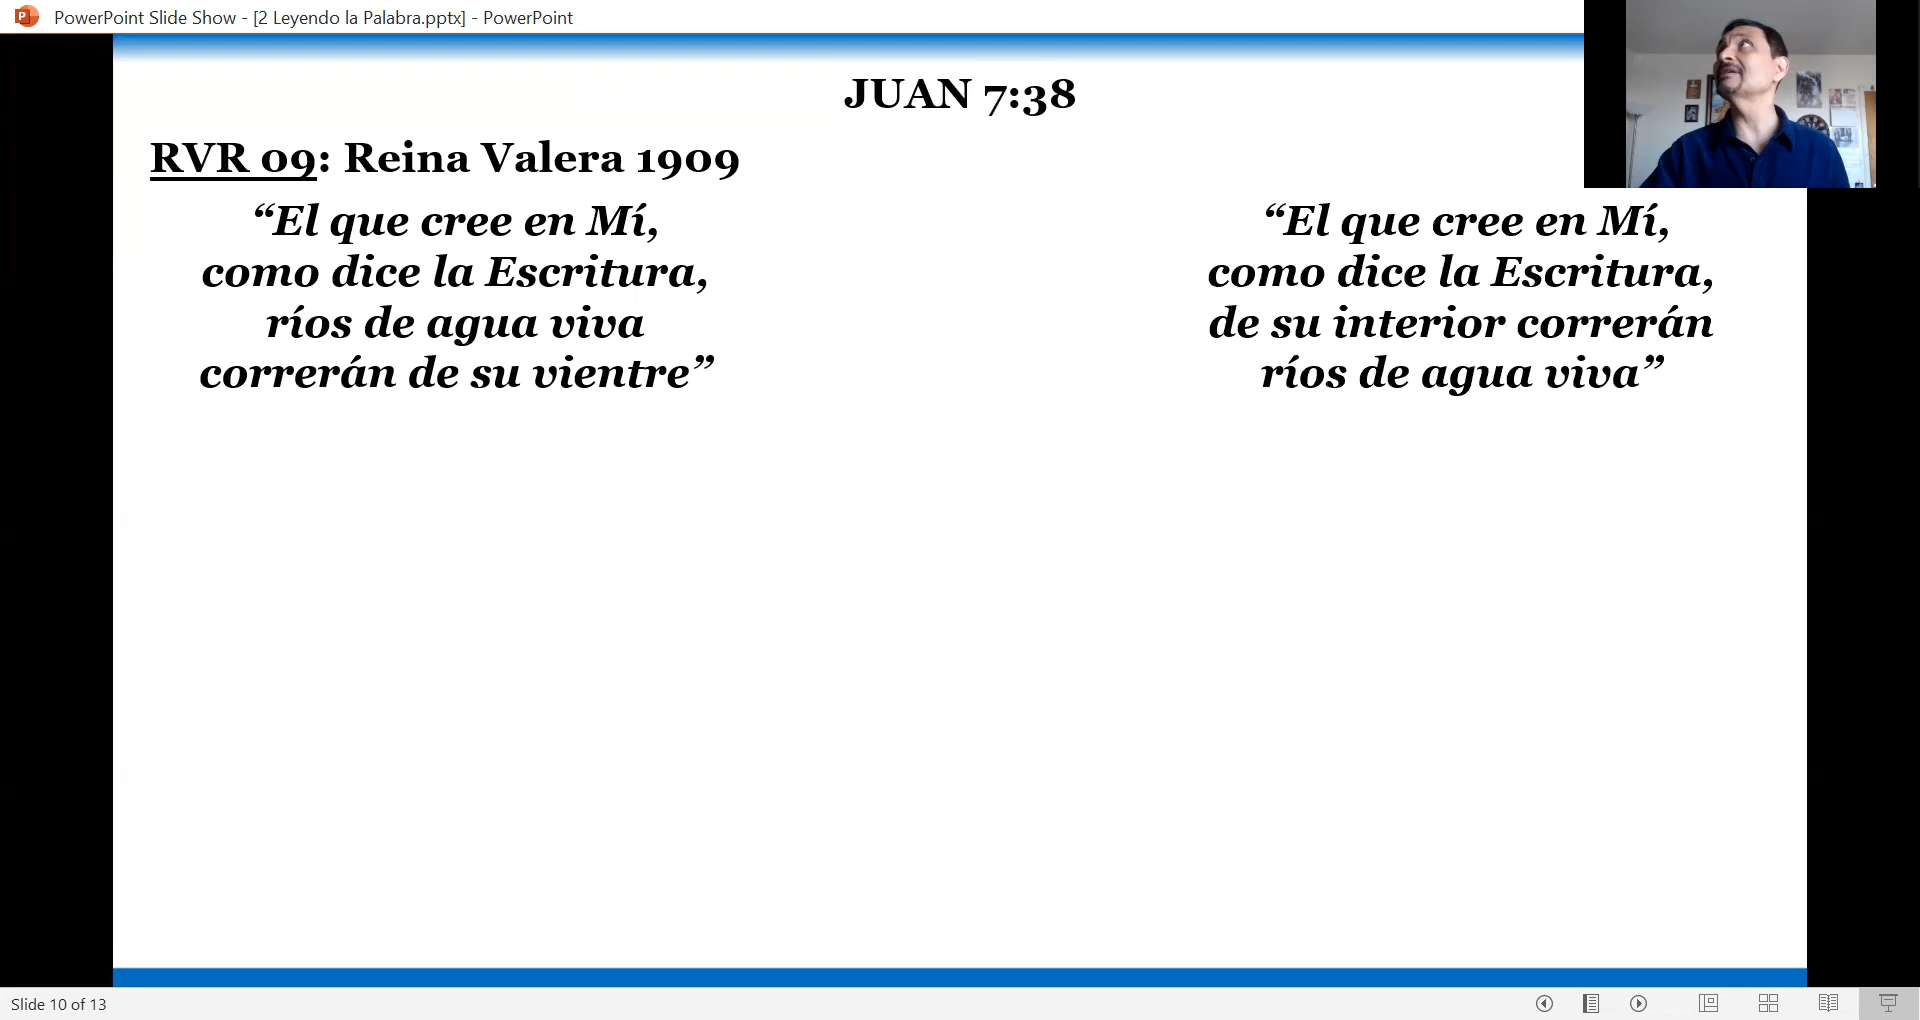 PowerPoint Slide Show - [2 Leyendo la Palabra.pptx] - PowerPoint
JUAN 7:38
RVR 09: Reina Valera 1909
“El que cree en Mí,
como dice la Escritura,
ríos de agua viva
correrán de su vientre”
“El que cree en Mí,
como dice la Escritura,
de su interior correrán
ríos de agua viva”
Slide 10 of 13